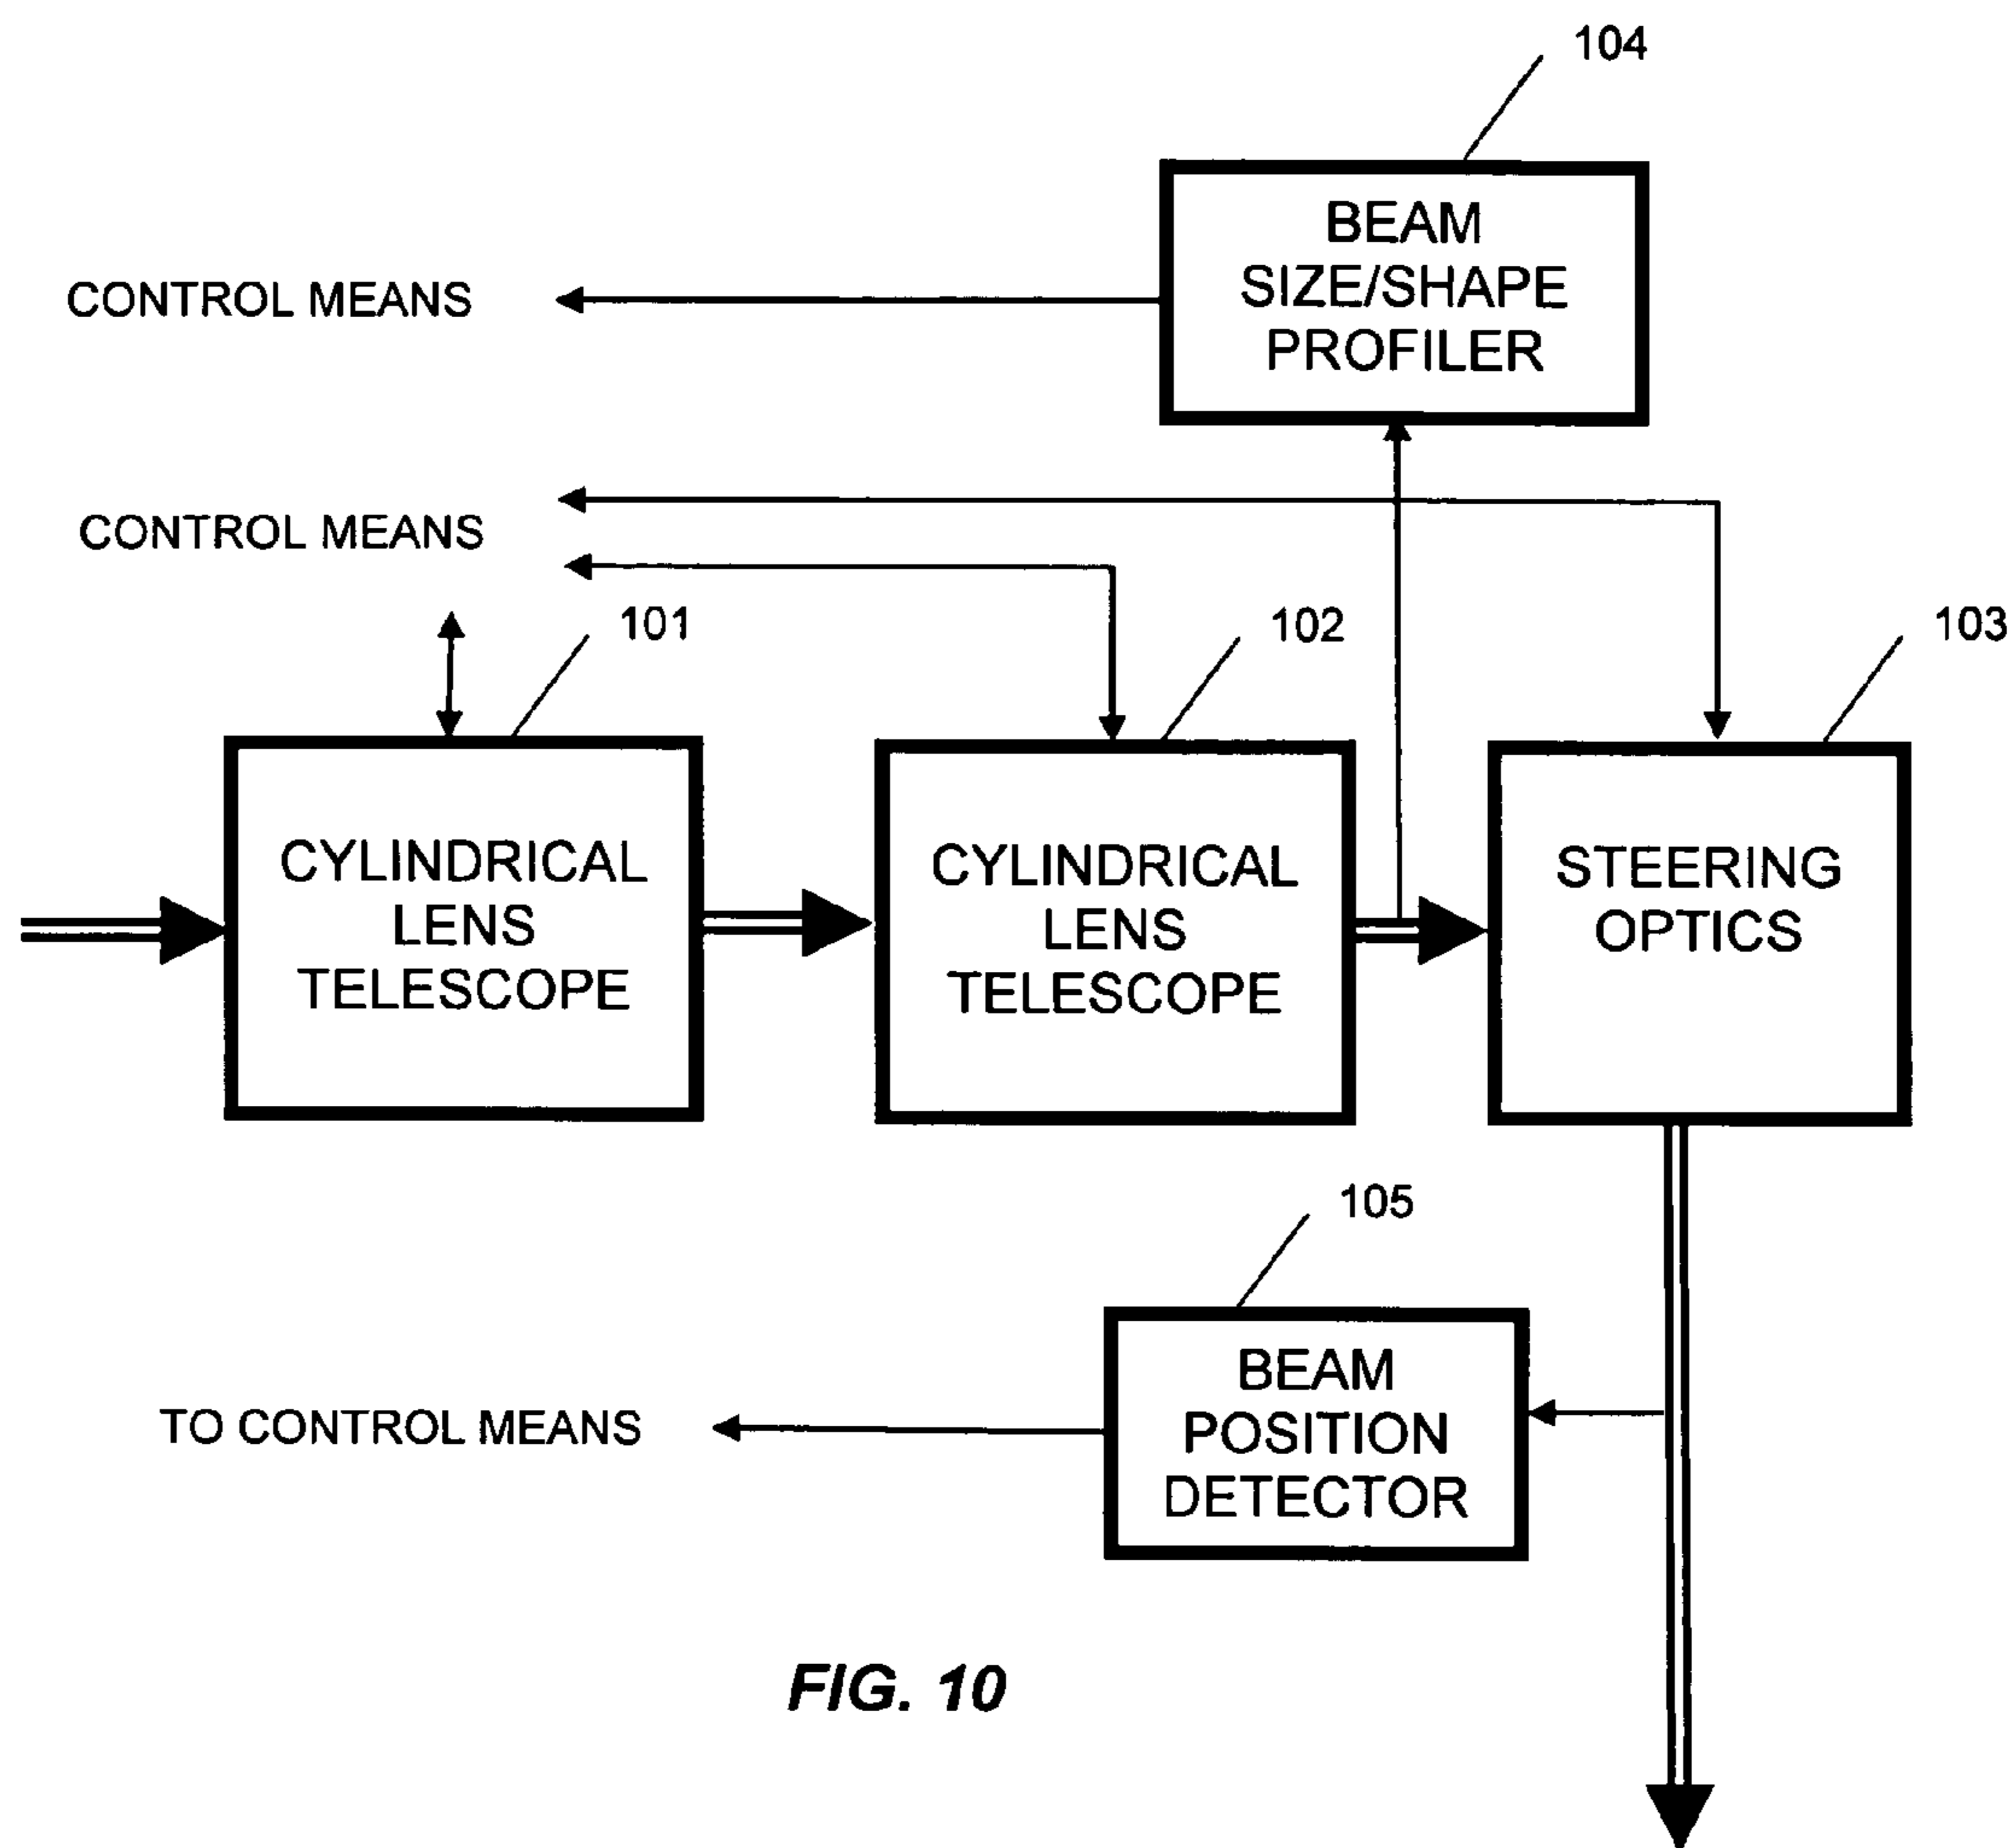 104
BEAM
SIZE/SHAPE
PROFILER
CONTROL MEANS
CONTROL MEANS
101
102
103
CYLINDRICAL
LENS
TELESCOPE
CYLINDRICAL
LENS
TELESCOPE
STEERING
OPTICS
105
BEAM
POSITION
DETECTOR
TO CONTROL MEANS
FIG. 10